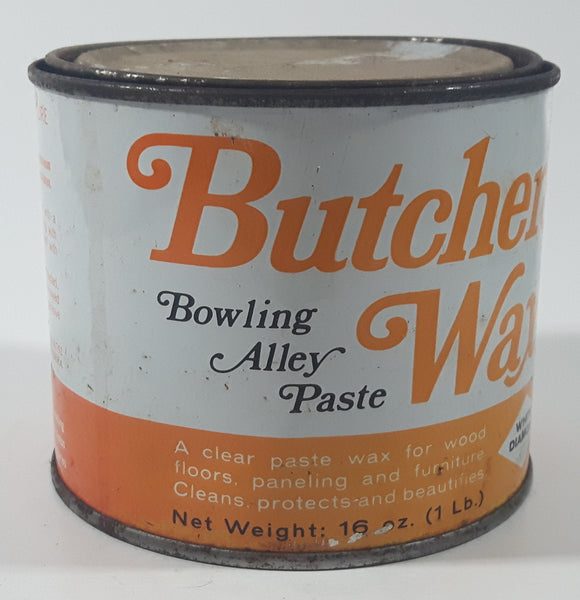 Butcher
Bowling
Alley
Paste
Wax
A clear paste wax for wood
floors, paneling and furniture
Cleans, protects and beautifies
Net Weight: 16 oz. (1 Lb.)